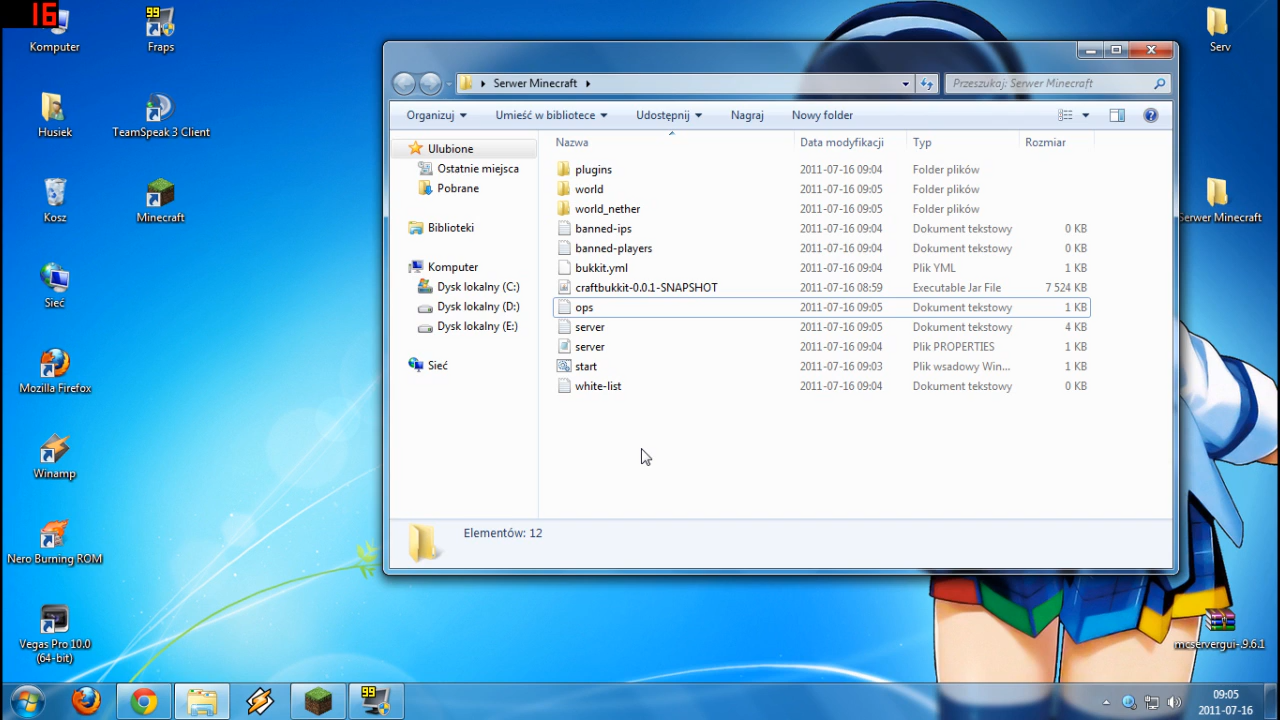 16
Komputer
99
Fraps
Husiek
TeamSpeak 3 Client
Kosz
Minecraft
Sieć
Mozilla Firefox
Winamp
Nero Burning ROM
Vegas Pro 10.0
(64-bit)
Serv
Serwer Minecraft
mcservergui-.9.6.1
Serwer Minecraft
Przeszukaj: Serwer Minecraft
Organizuj
Umieść w bibliotece
Udostępnij
Nagraj
Nowy folder
Ulubione
Ostatnie miejsca
Pobrane
Biblioteki
Komputer
Dysk lokalny (C:)
Dysk lokalny (D:)
Dysk lokalny (E:)
Sieć
Nazwa Data modyfikacji Typ Rozmiar
plugins 2011-07-16 09:04 Folder plików
world 2011-07-16 09:05 Folder plików
world_nether 2011-07-16 09:05 Folder plików
banned-ips 2011-07-16 09:04 Dokument tekstowy 0 KB
banned-players 2011-07-16 09:04 Dokument tekstowy 0 KB
bukkit.yml 2011-07-16 09:04 Plik YML 1 KB
craftbukkit-0.0.1-SNAPSHOT 2011-07-16 08:59 Executable Jar File 7 524 KB
ops 2011-07-16 09:05 Dokument tekstowy 1 KB
server 2011-07-16 09:05 Dokument tekstowy 4 KB
server 2011-07-16 09:04 Plik PROPERTIES 1 KB
start 2011-07-16 09:03 Plik wsadowy Win... 1 KB
white-list 2011-07-16 09:04 Dokument tekstowy 0 KB
Elementów: 12
99
09:05
2011-07-16